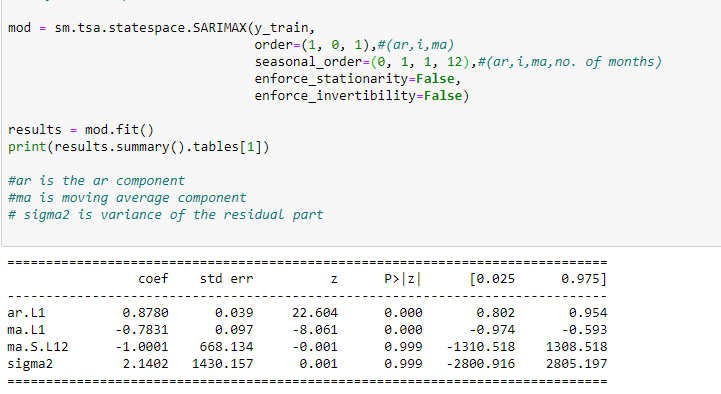 mod = sm.tsa.statespace.SARIMAX(y_train,
order=(1, 0, 1),#(ar,i,ma)
seasonal_order=(0, 1, 1, 12),#(ar,i,ma,no. of months)
enforce_stationarity=False,
enforce_invertibility=False)
results = mod.fit()
print(results.summary().tables[1])
#ar is the ar component
#ma is moving average component
# sigma2 is variance of the residual part
==============================================================================
coef std err z P>|z| [0.025 0.975]
------------------------------------------------------------------------------
ar.L1 0.8780 0.039 22.604 0.000 0.802 0.954
ma.L1 -0.7831 0.097 -8.061 0.000 -0.974 -0.593
ma.S.L12 -1.0001 668.134 -0.001 0.999 -1310.518 1308.518
sigma2 2.1402 1430.157 0.001 0.999 -2800.916 2805.197
==============================================================================